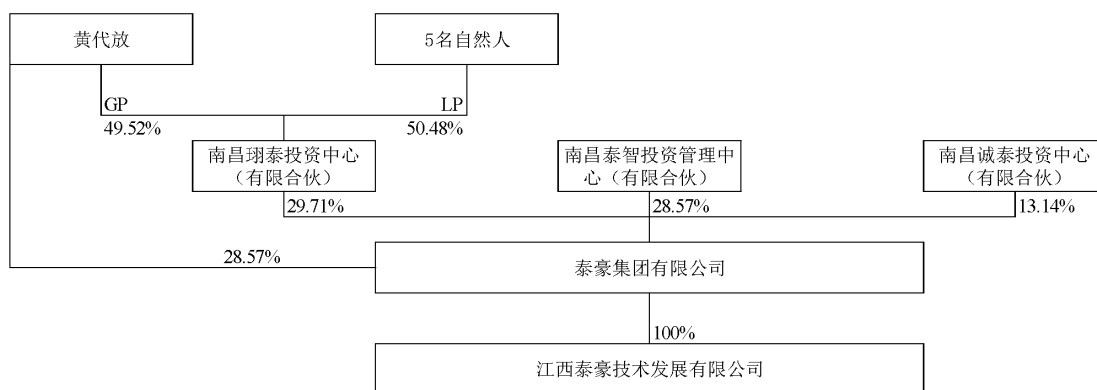 黄代放
5名自然人
GP
LP
49.52%
50.48%
南昌珝泰投资中心
（有限合伙）
南昌泰智投资管理中
心（有限合伙）
南昌诚泰投资中心
（有限合伙）
29.71%
28.57%
13.14%
28.57%
泰豪集团有限公司
100%
江西泰豪技术发展有限公司